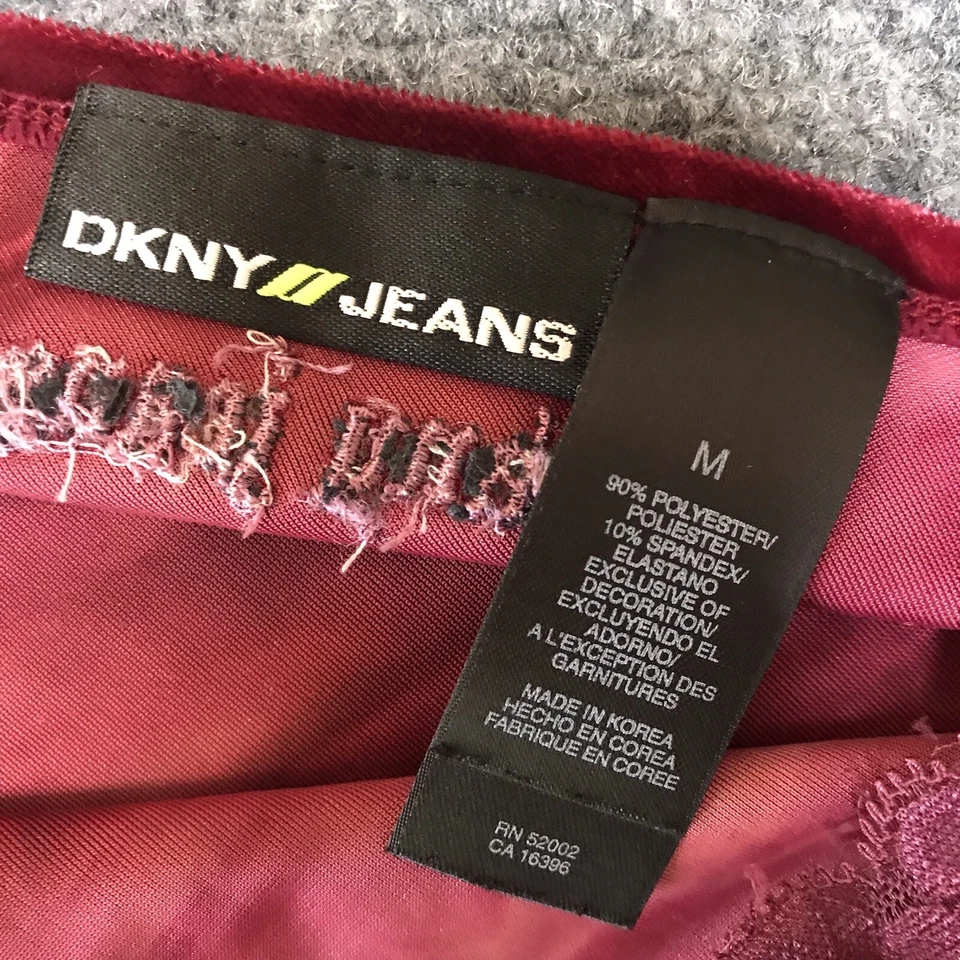 DKNY JEANS
M
90% POLYESTER/
POLIESTER
10% SPANDEX/
ELASTANO
EXCLUSIVE OF
DECORATION/
EXCLUYENDO EL
ADORNO/
A L'EXCEPTION DES
GARNITURES
MADE IN KOREA
HECHO EN COREA
FABRIQUE EN COREE
RN 52002
CA 16396